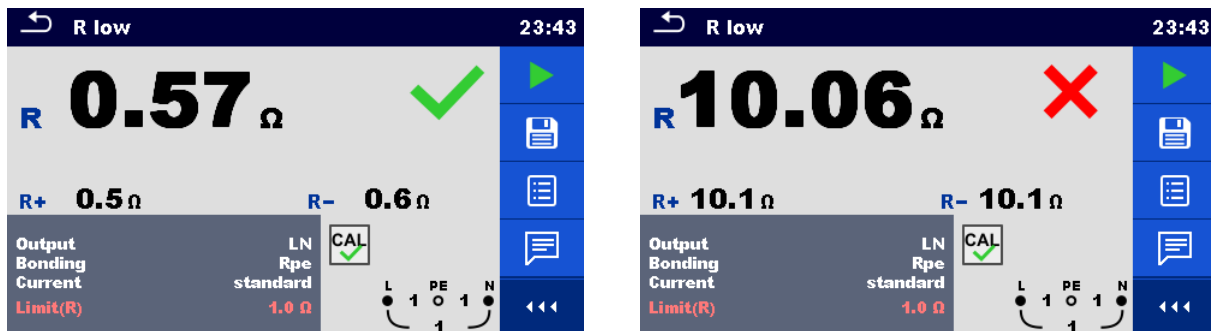 R low 23:43
R 0.57 Ω
R+ 0.5 Ω R- 0.6 Ω
Output LN
Bonding Rpe
Current standard
Limit(R) 1.0 Ω
CAL
L PE N
1 1
1
R low 23:43
R 10.06 Ω
R+ 10.1 Ω R- 10.1 Ω
Output LN
Bonding Rpe
Current standard
Limit(R) 1.0 Ω
CAL
L PE N
1 1
1